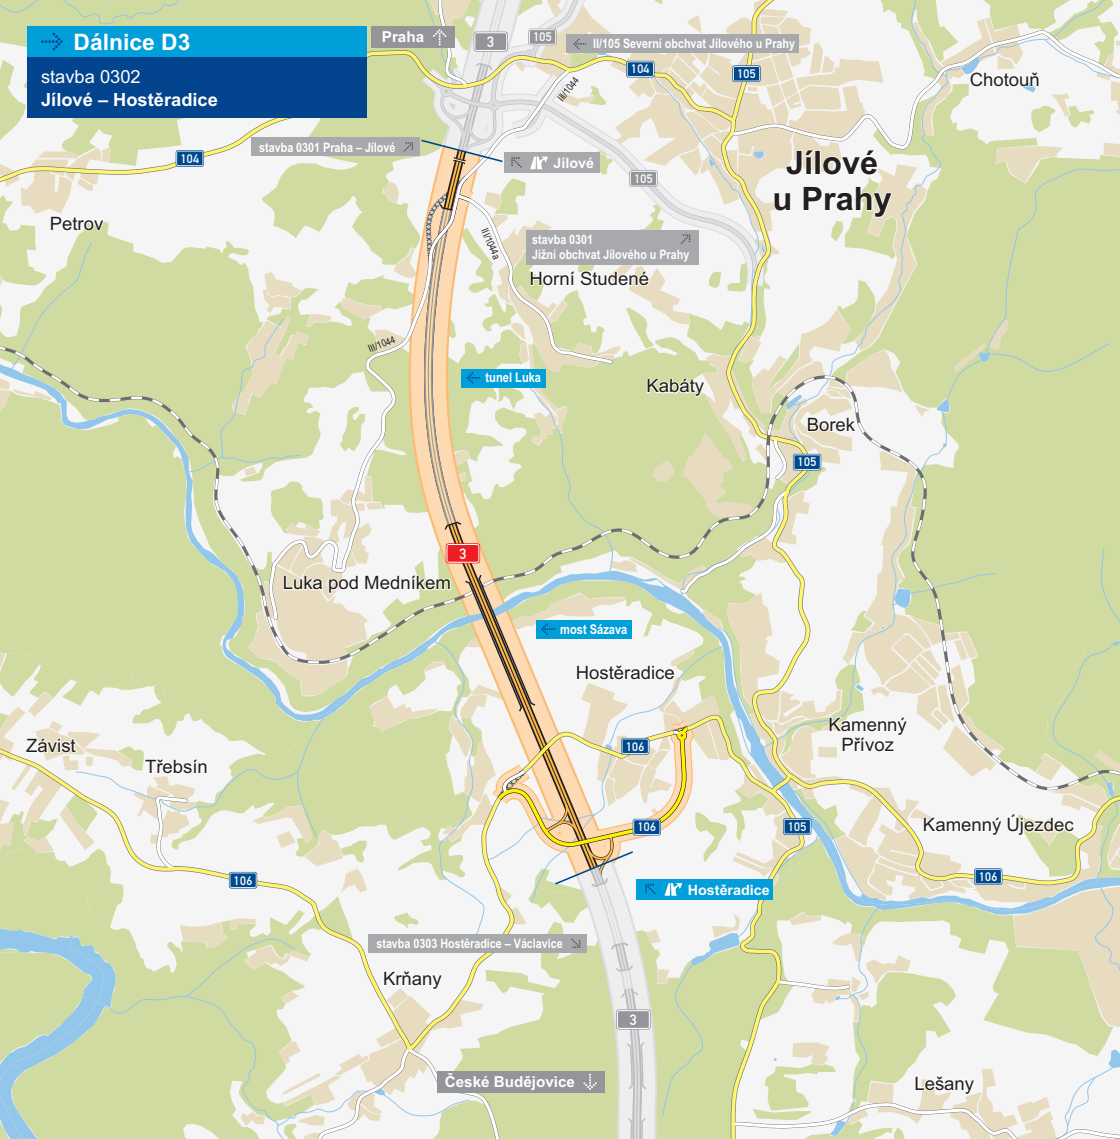 Dálnice D3
stavba 0302
Jílové – Hostěradice
Praha
3
105
II/105 Severní obchvat Jílového u Prahy
104
105
Chotouň
III/1044
stavba 0301 Praha – Jílové
104
Jílové
105
Jílové
u Prahy
Petrov
III/1044a
stavba 0301
Jižní obchvat Jílového u Prahy
Horní Studené
III/1044
tunel Luka
Kabáty
Borek
105
3
Luka pod Medníkem
most Sázava
Hostěradice
Závist
Třebsín
106
Kamenný
Přívoz
106
105
Kamenný Újezdec
106
106
Hostěradice
stavba 0303 Hostěradice – Václavice
Krňany
3
České Budějovice
Lešany